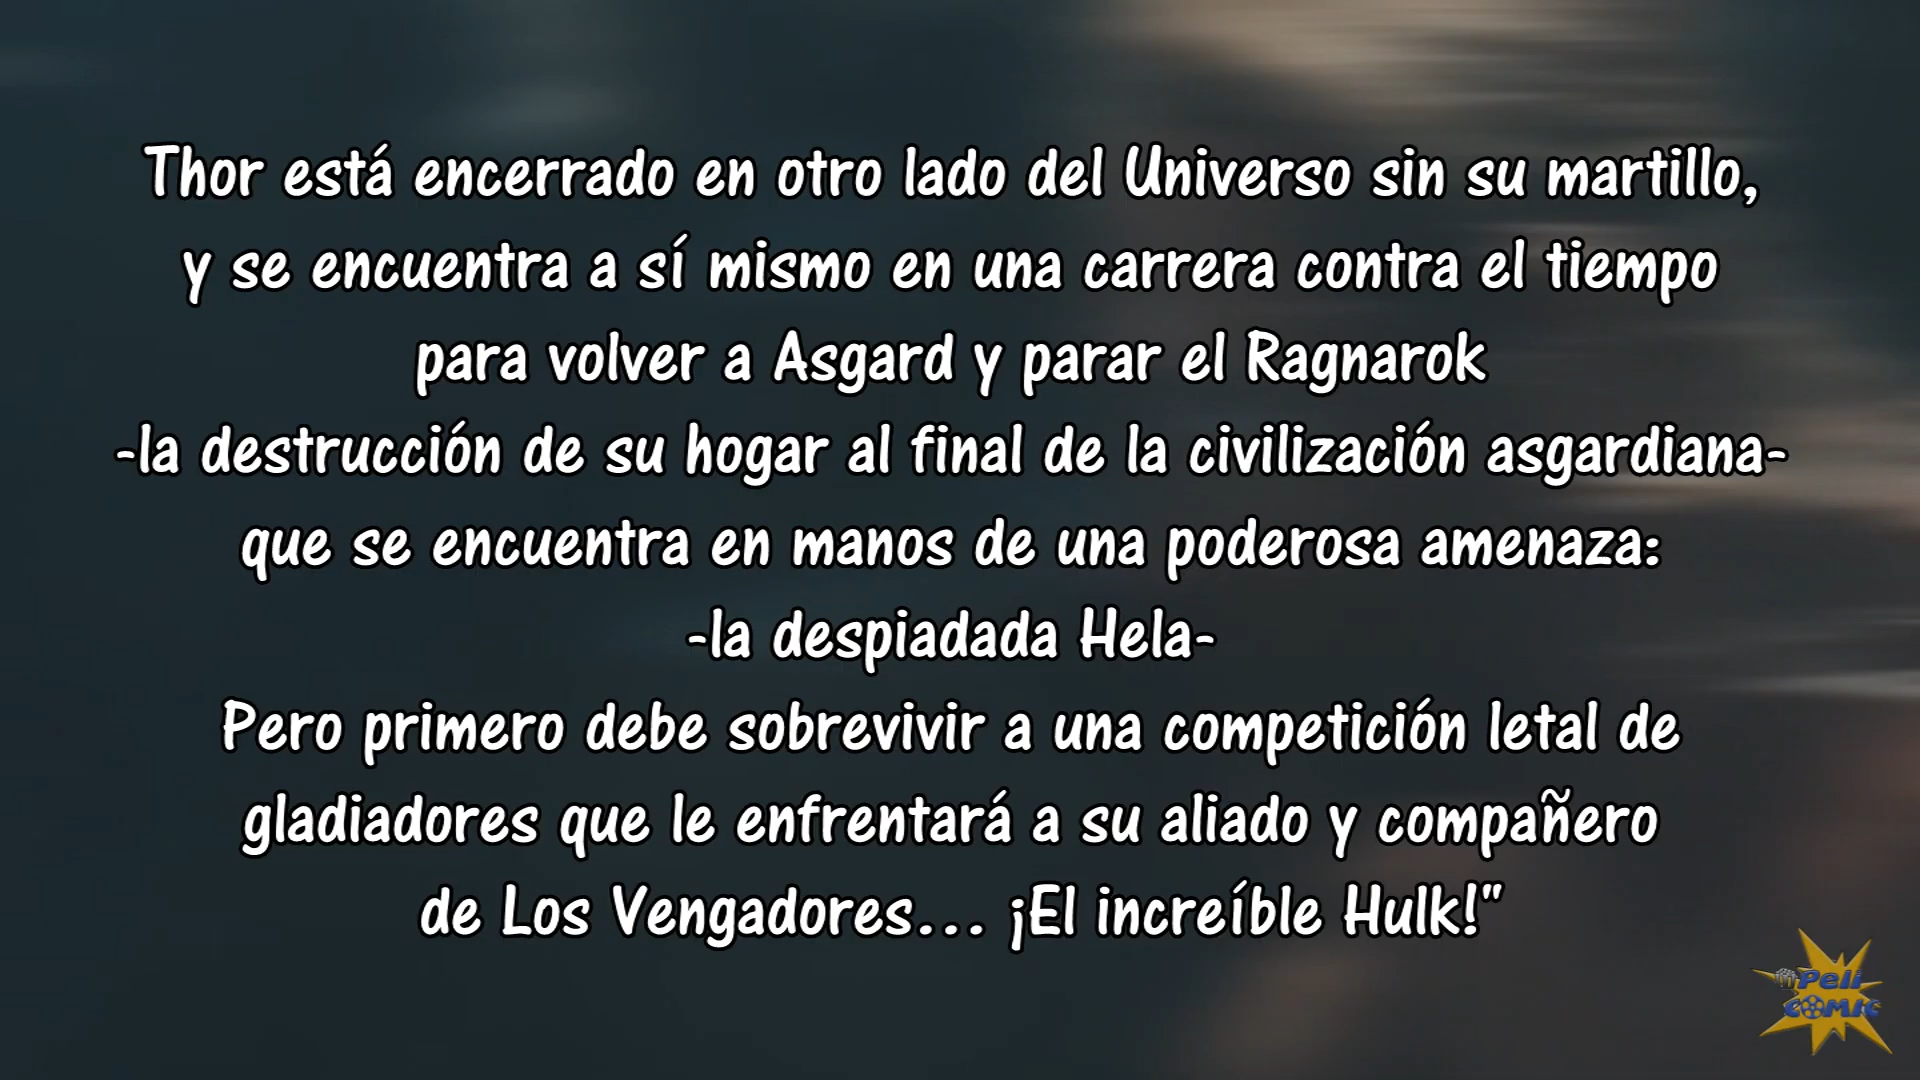 Thor está encerrado en otro lado del Universo sin su martillo,
y se encuentra a sí mismo en una carrera contra el tiempo
para volver a Asgard y parar el Ragnarok
-la destrucción de su hogar al final de la civilización asgardiana-
que se encuentra en manos de una poderosa amenaza:
-la despiadada Hela-
Pero primero debe sobrevivir a una competición letal de
gladiadores que le enfrentará a su aliado y compañero
de Los Vengadores... ¡El increíble Hulk!"
Peli
COMIC